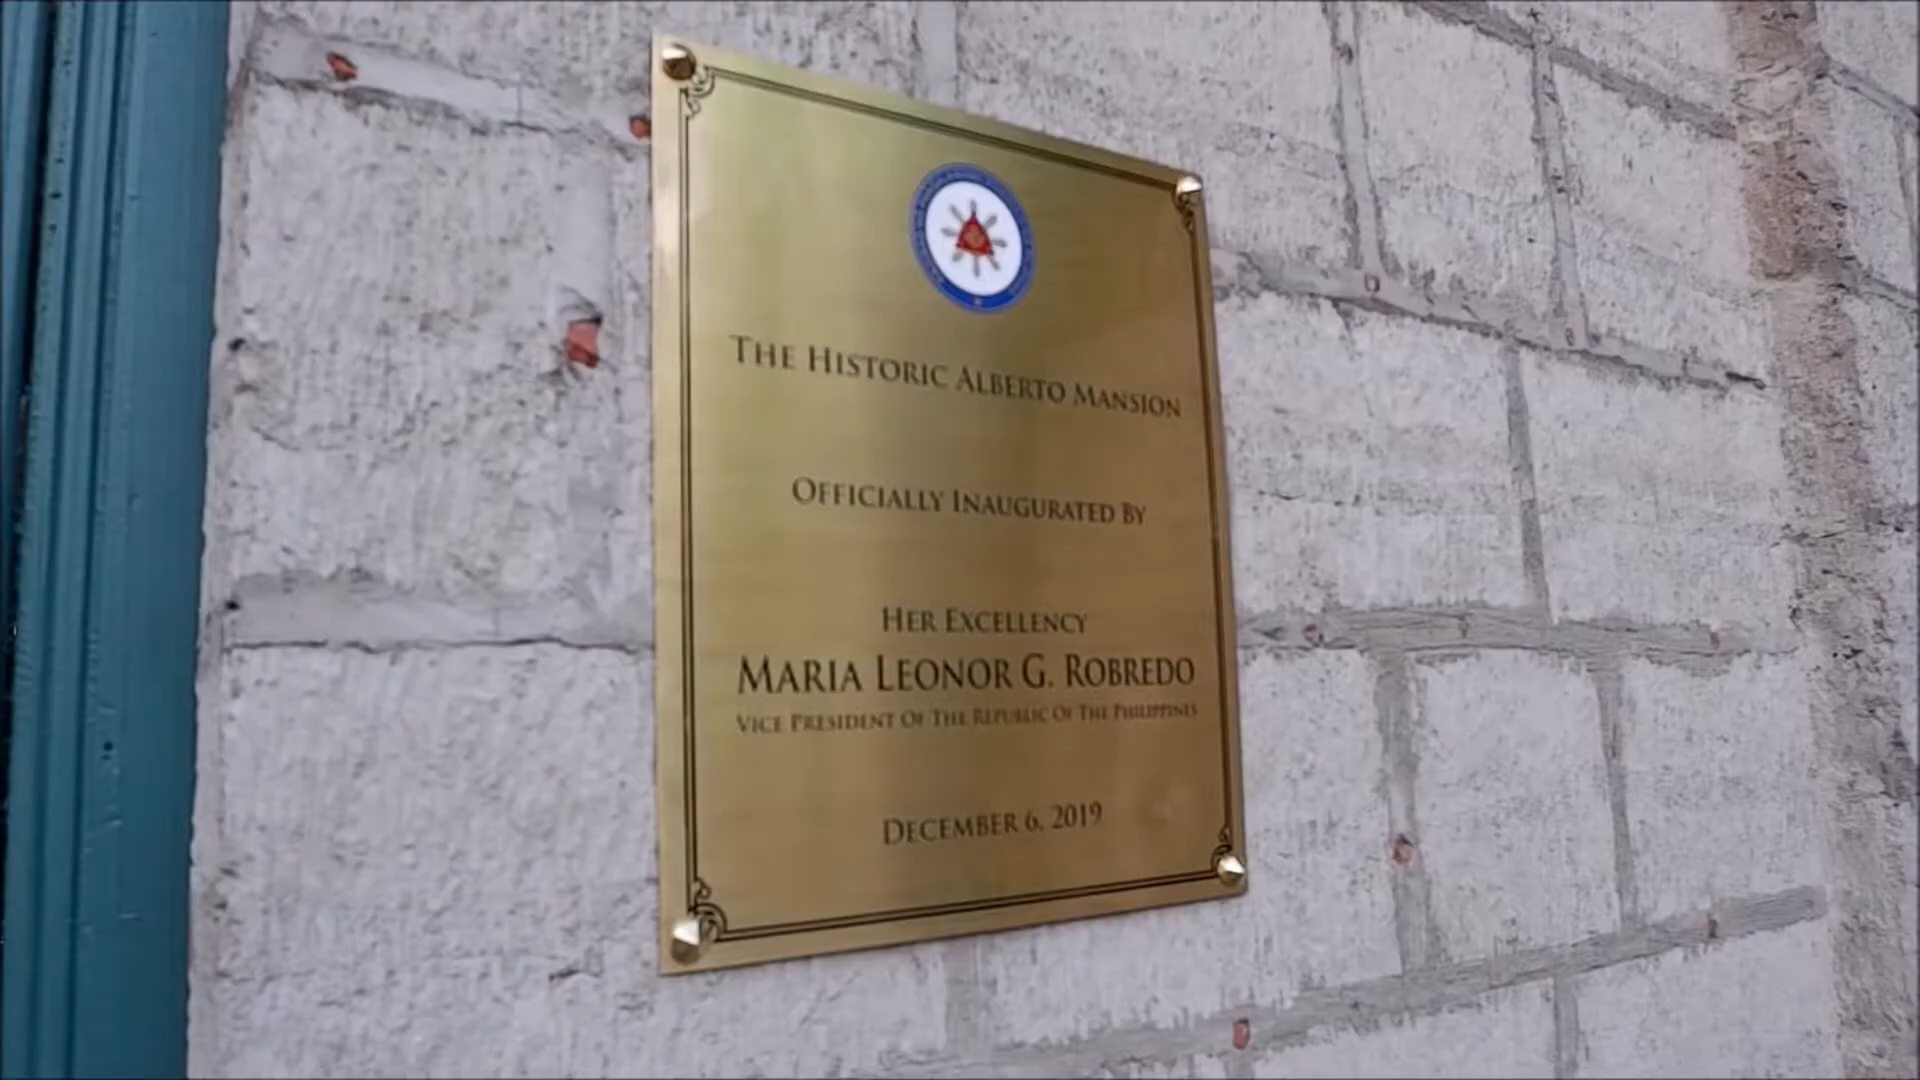 THE HISTORIC ALBERTO MANSION
OFFICIALLY INAUGURATED BY
HER EXCELLENCY
MARIA LEONOR G. ROBREDO
VICE PRESIDENT OF THE REPUBLIC OF THE PHILIPPINES
DECEMBER 6, 2019